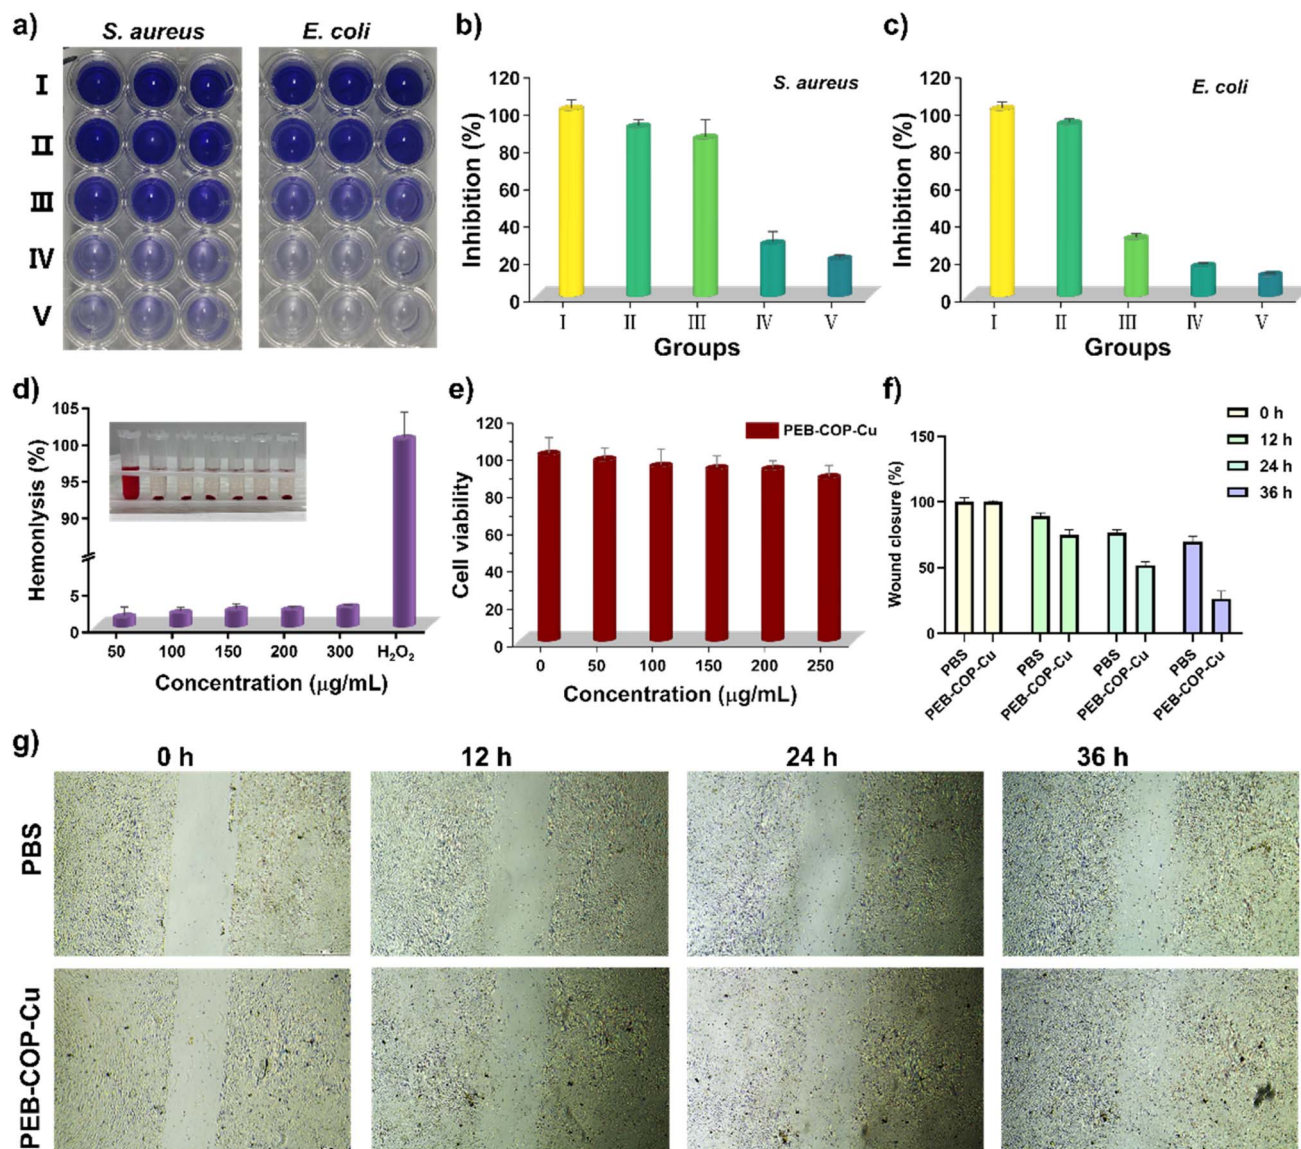 a)
S. aureus
E. coli
I
II
III
IV
V
b)
S. aureus
Inhibition (%)
120
100
80
60
40
20
0
I II III IV V
Groups
c)
E. coli
Inhibition (%)
120
100
80
60
40
20
0
I II III IV V
Groups
d)
Hemonlysis (%)
105
100
95
90
5
0
50 100 150 200 300 H₂O₂
Concentration (μg/mL)
e)
PEB-COP-Cu
Cell viability
120
100
80
60
40
20
0
0 50 100 150 200 250
Concentration (μg/mL)
f)
0 h
12 h
24 h
36 h
Wound closure (%)
150
100
50
0
PBS
PEB-COP-Cu
PBS
PEB-COP-Cu
PBS
PEB-COP-Cu
PBS
PEB-COP-Cu
g)
0 h 12 h 24 h 36 h
PBS
PEB-COP-Cu